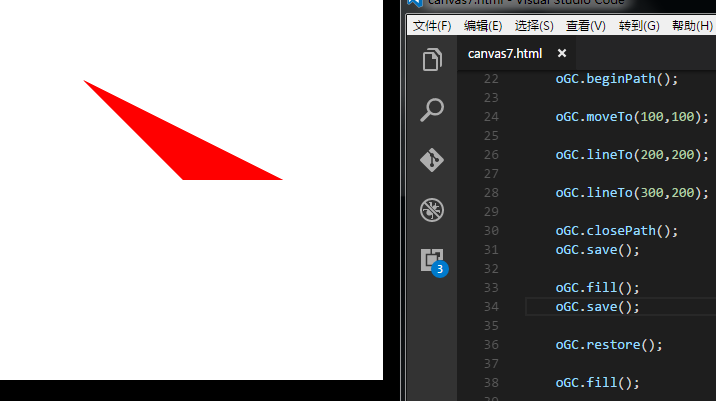 canvas7.html - Visual Studio Code
文件(F) 编辑(E) 选择(S) 查看(V) 转到(G) 帮助(H)
canvas7.html ×
22 oGC.beginPath();
23
24 oGC.moveTo(100,100);
25
26 oGC.lineTo(200,200);
27
28 oGC.lineTo(300,200);
29
30 oGC.closePath();
31 oGC.save();
32
33 oGC.fill();
34 oGC.save();
35
36 oGC.restore();
37
38 oGC.fill();
39
3